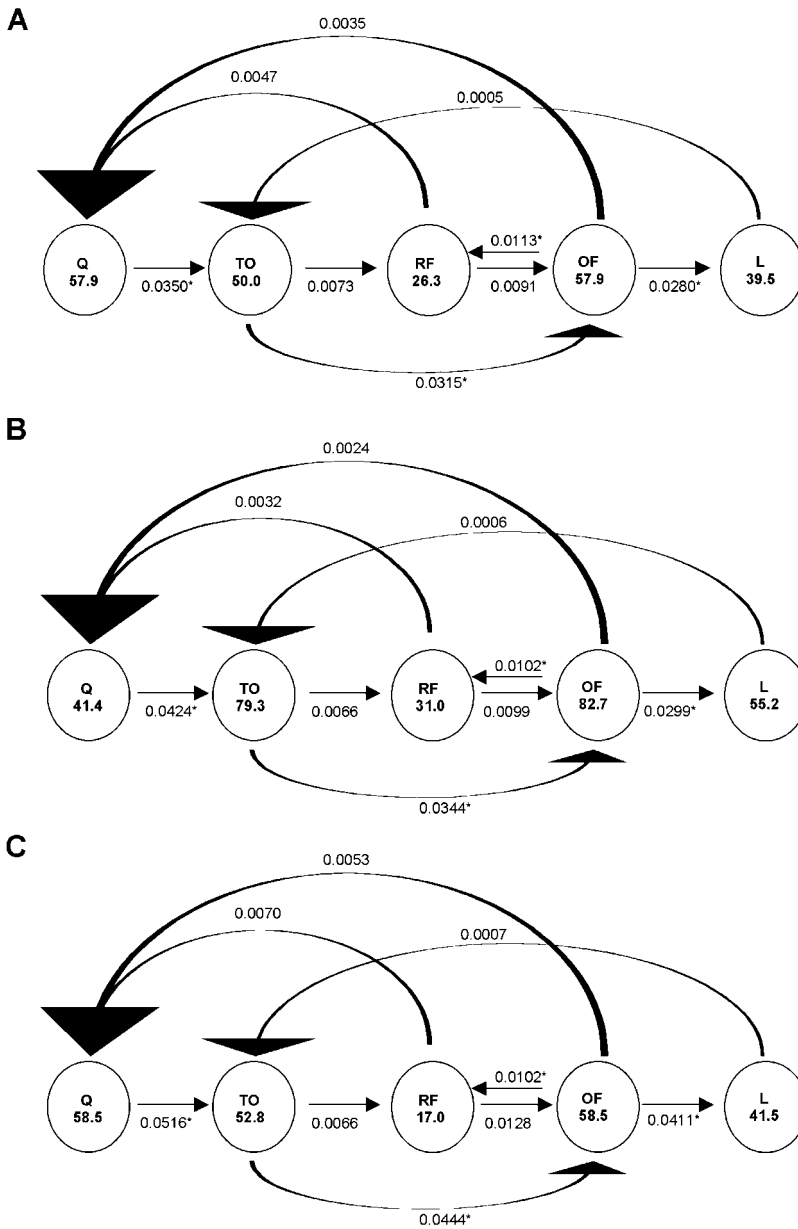 A
0.0035
0.0047
0.0005
0.0113*
Q
57.9
TO
50.0
RF
26.3
OF
57.9
L
39.5
0.0350*
0.0073
0.0091
0.0280*
0.0315*
B
0.0024
0.0032
0.0006
0.0102*
Q
41.4
TO
79.3
RF
31.0
OF
82.7
L
55.2
0.0424*
0.0066
0.0099
0.0299*
0.0344*
C
0.0053
0.0070
0.0007
0.0102*
Q
58.5
TO
52.8
RF
17.0
OF
58.5
L
41.5
0.0516*
0.0066
0.0128
0.0411*
0.0444*